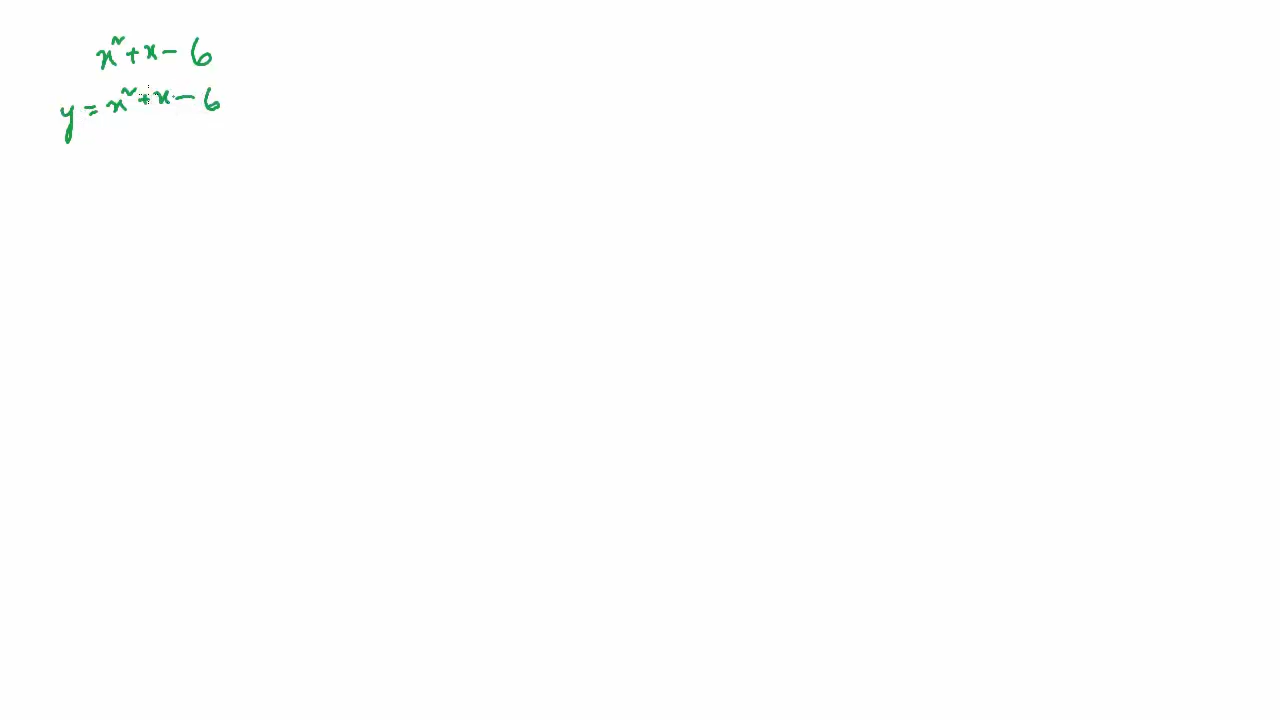 x² + x - 6
y = x² + x - 6